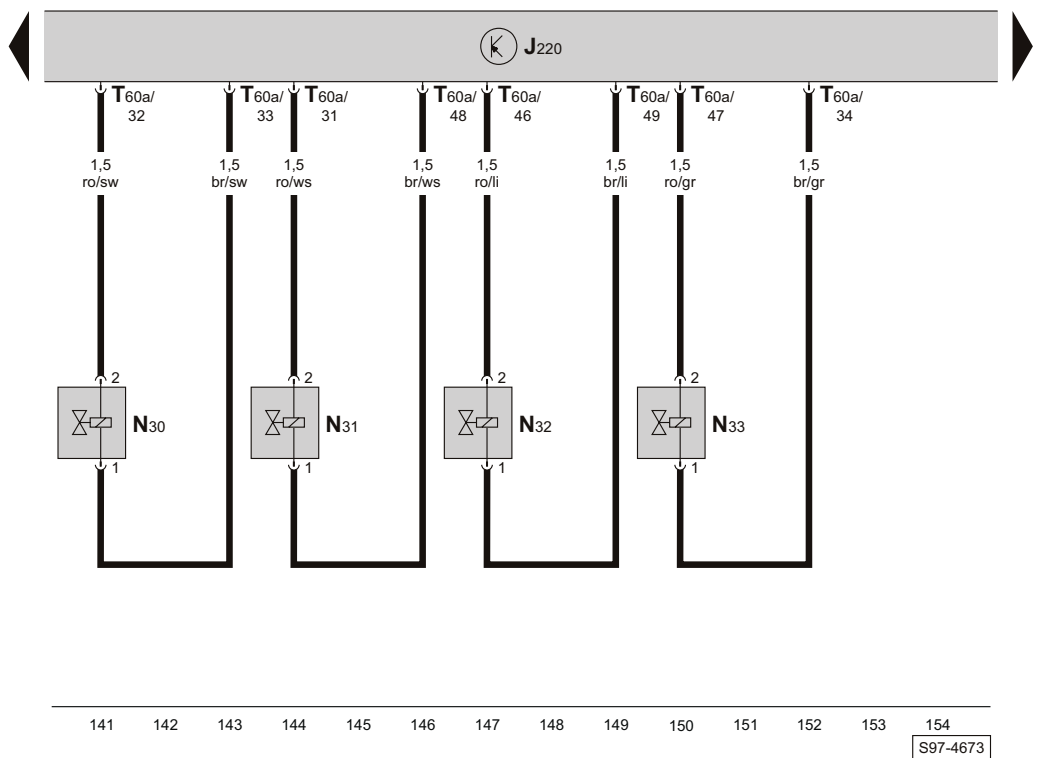 J220
T60a/ T60a/ T60a/ T60a/ T60a/ T60a/ T60a/ T60a/
32 33 31 48 46 49 47 34
1,5 1,5 1,5 1,5 1,5 1,5 1,5 1,5
ro/sw br/sw ro/ws br/ws ro/li br/li ro/gr br/gr
2 2 2 2
N30 N31 N32 N33
1 1 1 1
141 142 143 144 145 146 147 148 149 150 151 152 153 154
S97-4673